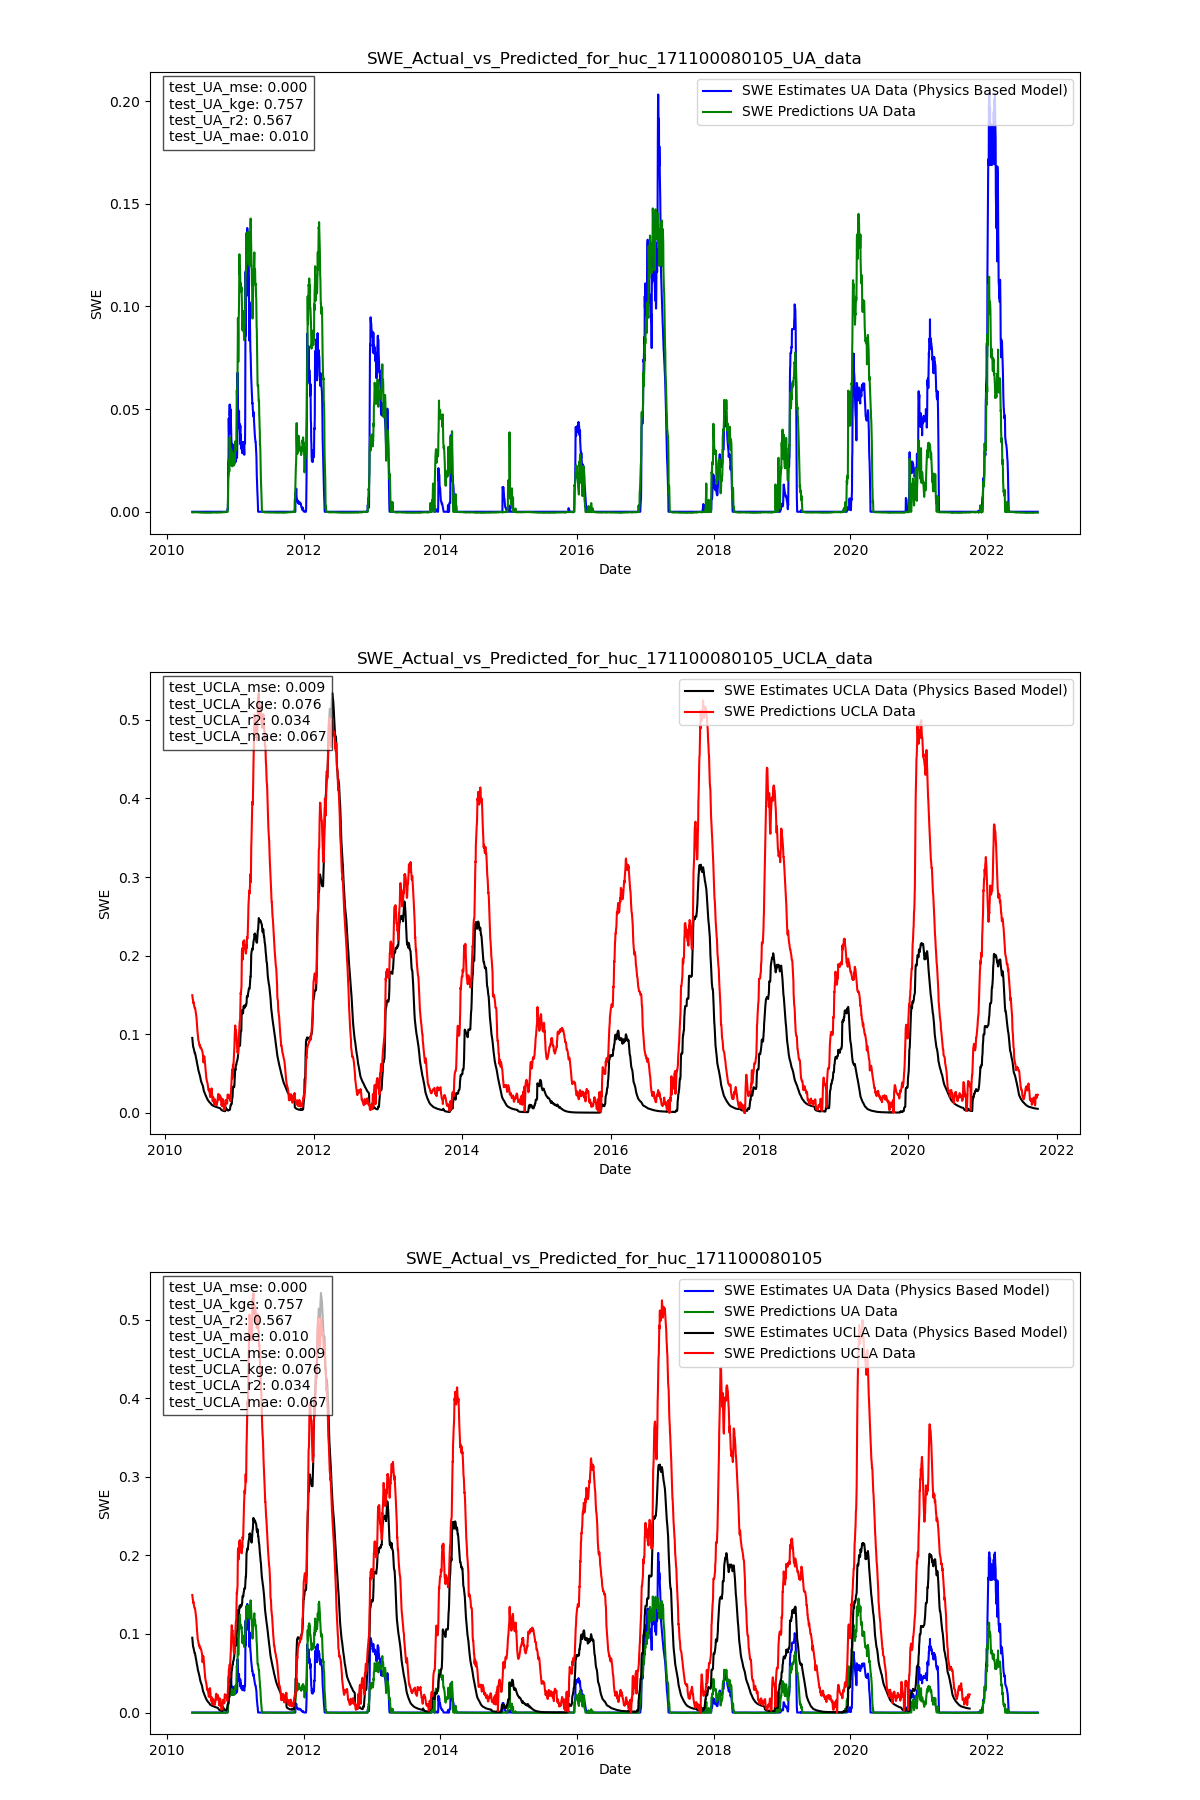 SWE_Actual_vs_Predicted_for_huc_171100080105_UA_data
test_UA_mse: 0.000
test_UA_kge: 0.757
test_UA_r2: 0.567
test_UA_mae: 0.010
SWE Estimates UA Data (Physics Based Model)
SWE Predictions UA Data
0.20
0.15
0.10
0.05
0.00
SWE
2010 2012 2014 2016 2018 2020 2022
Date
SWE_Actual_vs_Predicted_for_huc_171100080105_UCLA_data
test_UCLA_mse: 0.009
test_UCLA_kge: 0.076
test_UCLA_r2: 0.034
test_UCLA_mae: 0.067
SWE Estimates UCLA Data (Physics Based Model)
SWE Predictions UCLA Data
0.5
0.4
0.3
0.2
0.1
0.0
SWE
2010 2012 2014 2016 2018 2020 2022
Date
SWE_Actual_vs_Predicted_for_huc_171100080105
test_UA_mse: 0.000
test_UA_kge: 0.757
test_UA_r2: 0.567
test_UA_mae: 0.010
test_UCLA_mse: 0.009
test_UCLA_kge: 0.076
test_UCLA_r2: 0.034
test_UCLA_mae: 0.067
SWE Estimates UA Data (Physics Based Model)
SWE Predictions UA Data
SWE Estimates UCLA Data (Physics Based Model)
SWE Predictions UCLA Data
0.5
0.4
0.3
0.2
0.1
0.0
SWE
2010 2012 2014 2016 2018 2020 2022
Date